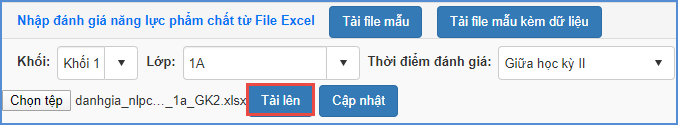 Nhập đánh giá năng lực phẩm chất từ File Excel Tải file mẫu Tải file mẫu kèm dữ liệu
Khối: Khối 1 Lớp: 1A Thời điểm đánh giá: Giữa học kỳ II
Chọn tệp danhgia_nlpc…_1a_GK2.xlsx Tải lên Cập nhật